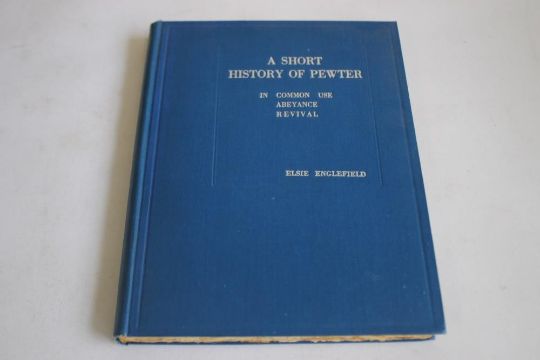 A SHORT
HISTORY OF PEWTER
IN COMMON USE
ABEYANCE
REVIVAL
ELSIE ENGLEFIELD